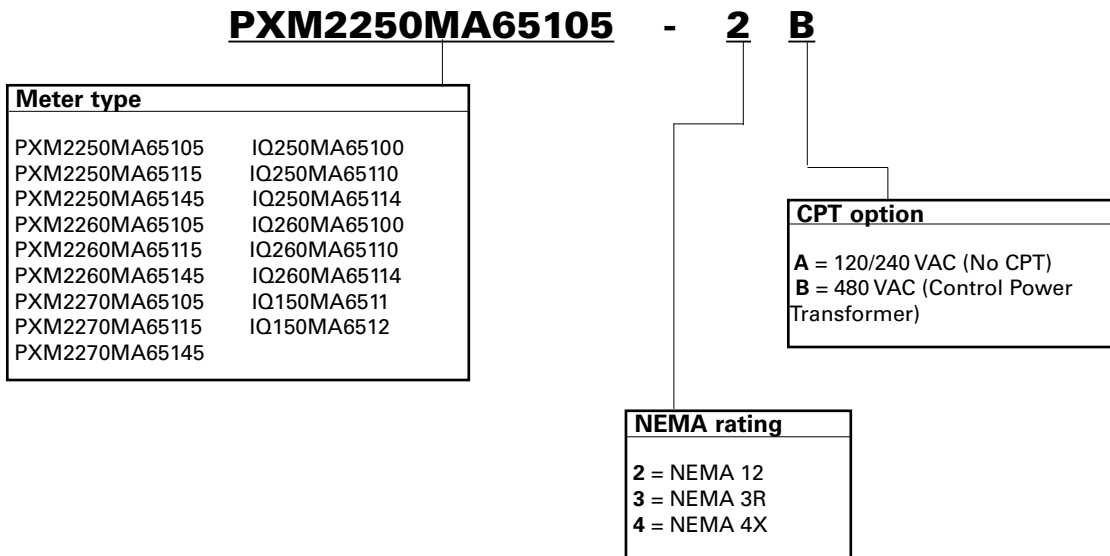 PXM2250MA65105 - 2 B
Meter type
PXM2250MA65105 IQ250MA65100
PXM2250MA65115 IQ250MA65110
PXM2250MA65145 IQ250MA65114
PXM2260MA65105 IQ260MA65100
PXM2260MA65115 IQ260MA65110
PXM2260MA65145 IQ260MA65114
PXM2270MA65105 IQ150MA6511
PXM2270MA65115 IQ150MA6512
PXM2270MA65145
CPT option
A = 120/240 VAC (No CPT)
B = 480 VAC (Control Power
Transformer)
NEMA rating
2 = NEMA 12
3 = NEMA 3R
4 = NEMA 4X